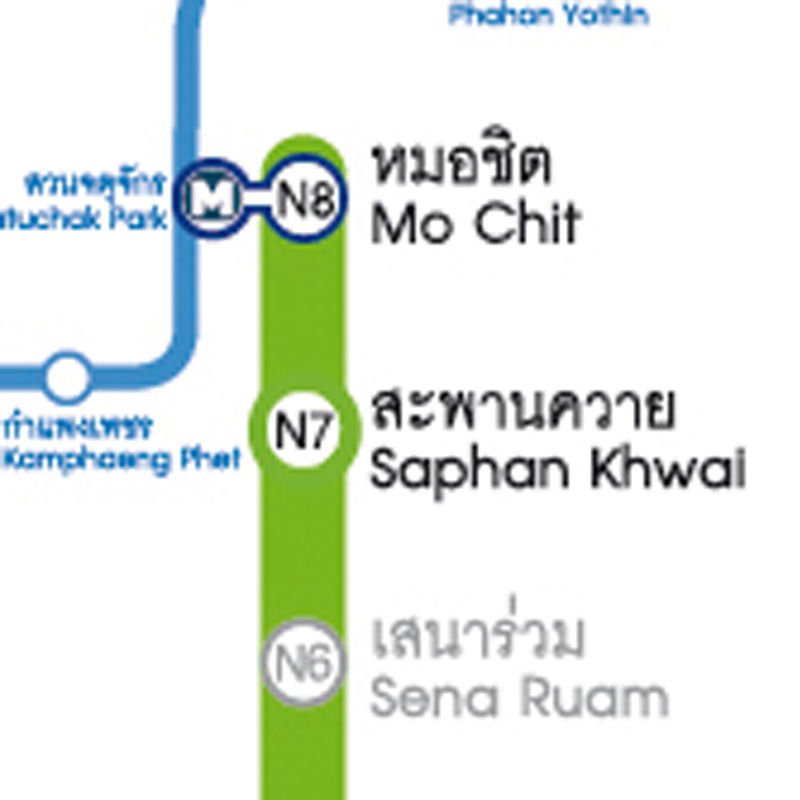 Phahon Yothin
หมอชิต
Mo Chit
N8
M
สวนจตุจักร
atuchak Park
สะพานควาย
Saphan Khwai
N7
กำแพงเพชร
Kamphaeng Phet
เสนาร่วม
Sena Ruam
N6